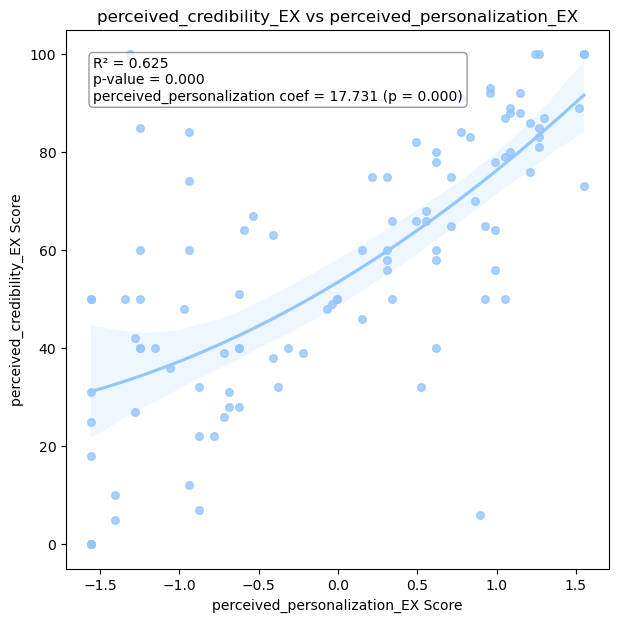 perceived_credibility_EX vs perceived_personalization_EX
R² = 0.625
p-value = 0.000
perceived_personalization coef = 17.731 (p = 0.000)
100
80
60
40
20
0
perceived_credibility_EX Score
−1.5 −1.0 −0.5 0.0 0.5 1.0 1.5
perceived_personalization_EX Score